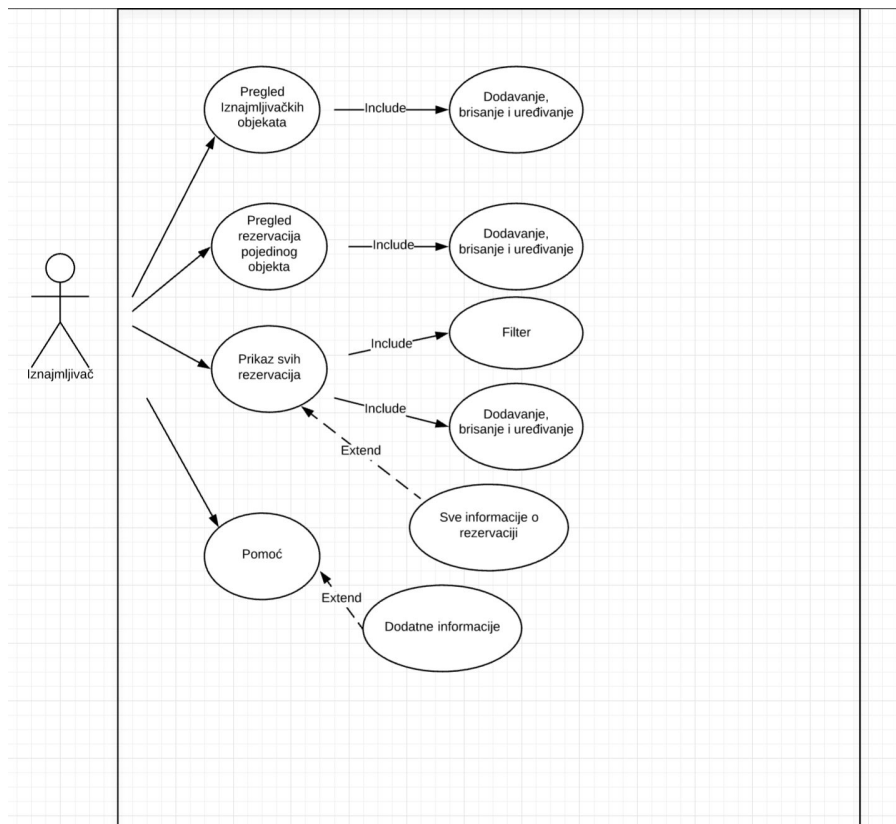 Pregled
Iznajmljivačkih
objekata
Include
Dodavanje,
brisanje i uređivanje
Pregled
rezervacija
pojedinog
objekta
Include
Dodavanje,
brisanje i uređivanje
Iznajmljivač
Prikaz svih
rezervacija
Include
Filter
Include
Dodavanje,
brisanje i uređivanje
Extend
Sve informacije o
rezervaciji
Pomoć
Extend
Dodatne informacije